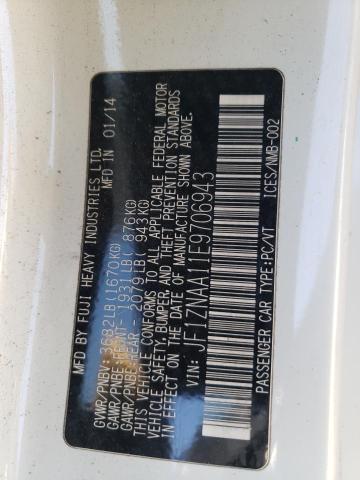 MFD BY FUJI HEAVY INDUSTRIES LTD.
MFD IN 01/14
GVWR/PNBV- 3682LB(1670KG)
GAWR/PNBE-FRONT- 1931LB( 876KG)
GAWR/PNBE-REAR - 2079LB( 943KG)
THIS VEHICLE CONFORMS TO ALL APPLICABLE FEDERAL MOTOR
VEHICLE SAFETY, BUMPER, AND THEFT PREVENTION STANDARDS
IN EFFECT ON THE DATE OF MANUFACTURE SHOWN ABOVE.
VIN: JF1ZNAA11E9706943
PASSENGER CAR TYPE:PC/VT
ICES/NMB-002